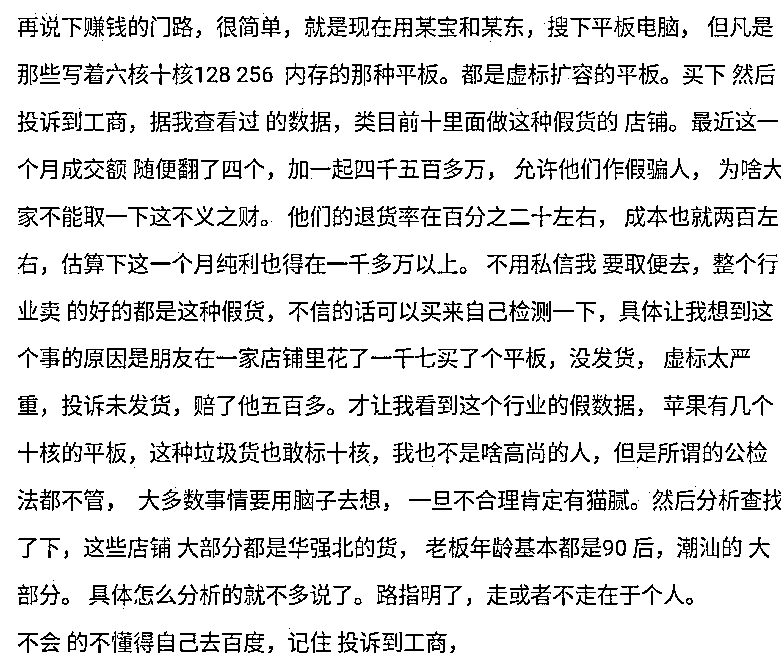 再说下赚钱的门路，很简单，就是现在用某宝和某东，搜下平板电脑， 但凡是
那些写着六核十核128 256 内存的那种平板。都是虚标扩容的平板。买下 然后
投诉到工商，据我查看过 的数据，类目前十里面做这种假货的 店铺。最近这一
个月成交额 随便翻了四个，加一起四千五百多万， 允许他们作假骗人， 为啥大
家不能取一下这不义之财。 他们的退货率在百分之二十左右， 成本也就两百左
右，估算下这一个月纯利也得在一千多万以上。 不用私信我 要取便去，整个行
业卖 的好的都是这种假货，不信的话可以买来自己检测一下，具体让我想到这
个事的原因是朋友在一家店铺里花了一千七买了个平板，没发货， 虚标太严
重，投诉未发货，赔了他五百多。才让我看到这个行业的假数据， 苹果有几个
十核的平板，这种垃圾货也敢标十核，我也不是啥高尚的人，但是所谓的公检
法都不管， 大多数事情要用脑子去想， 一旦不合理肯定有猫腻。然后分析查找
了下，这些店铺 大部分都是华强北的货， 老板年龄基本都是90 后，潮汕的 大
部分。 具体怎么分析的就不多说了。路指明了，走或者不走在于个人。
不会 的不懂得自己去百度，记住 投诉到工商，